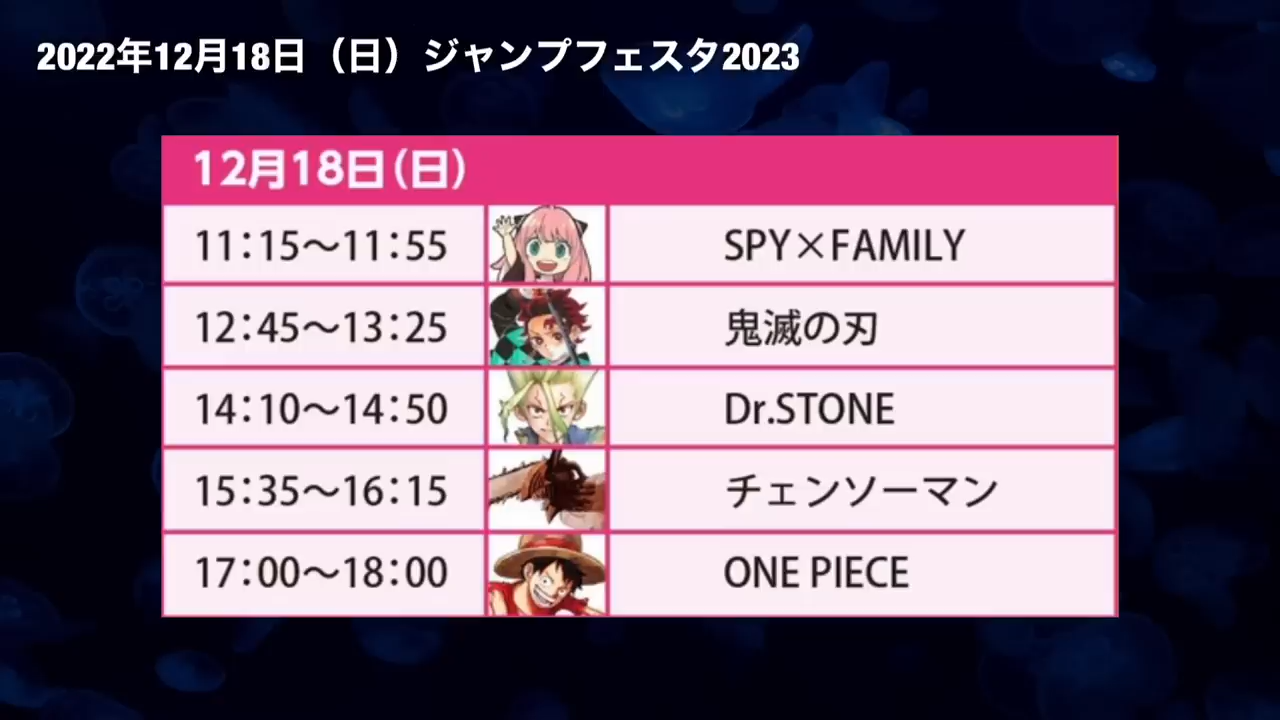 2022年12月18日（日）ジャンプフェスタ2023
12月18日（日）
11：15〜11：55 SPY×FAMILY
12：45〜13：25 鬼滅の刃
14：10〜14：50 Dr.STONE
15：35〜16：15 チェンソーマン
17：00〜18：00 ONE PIECE